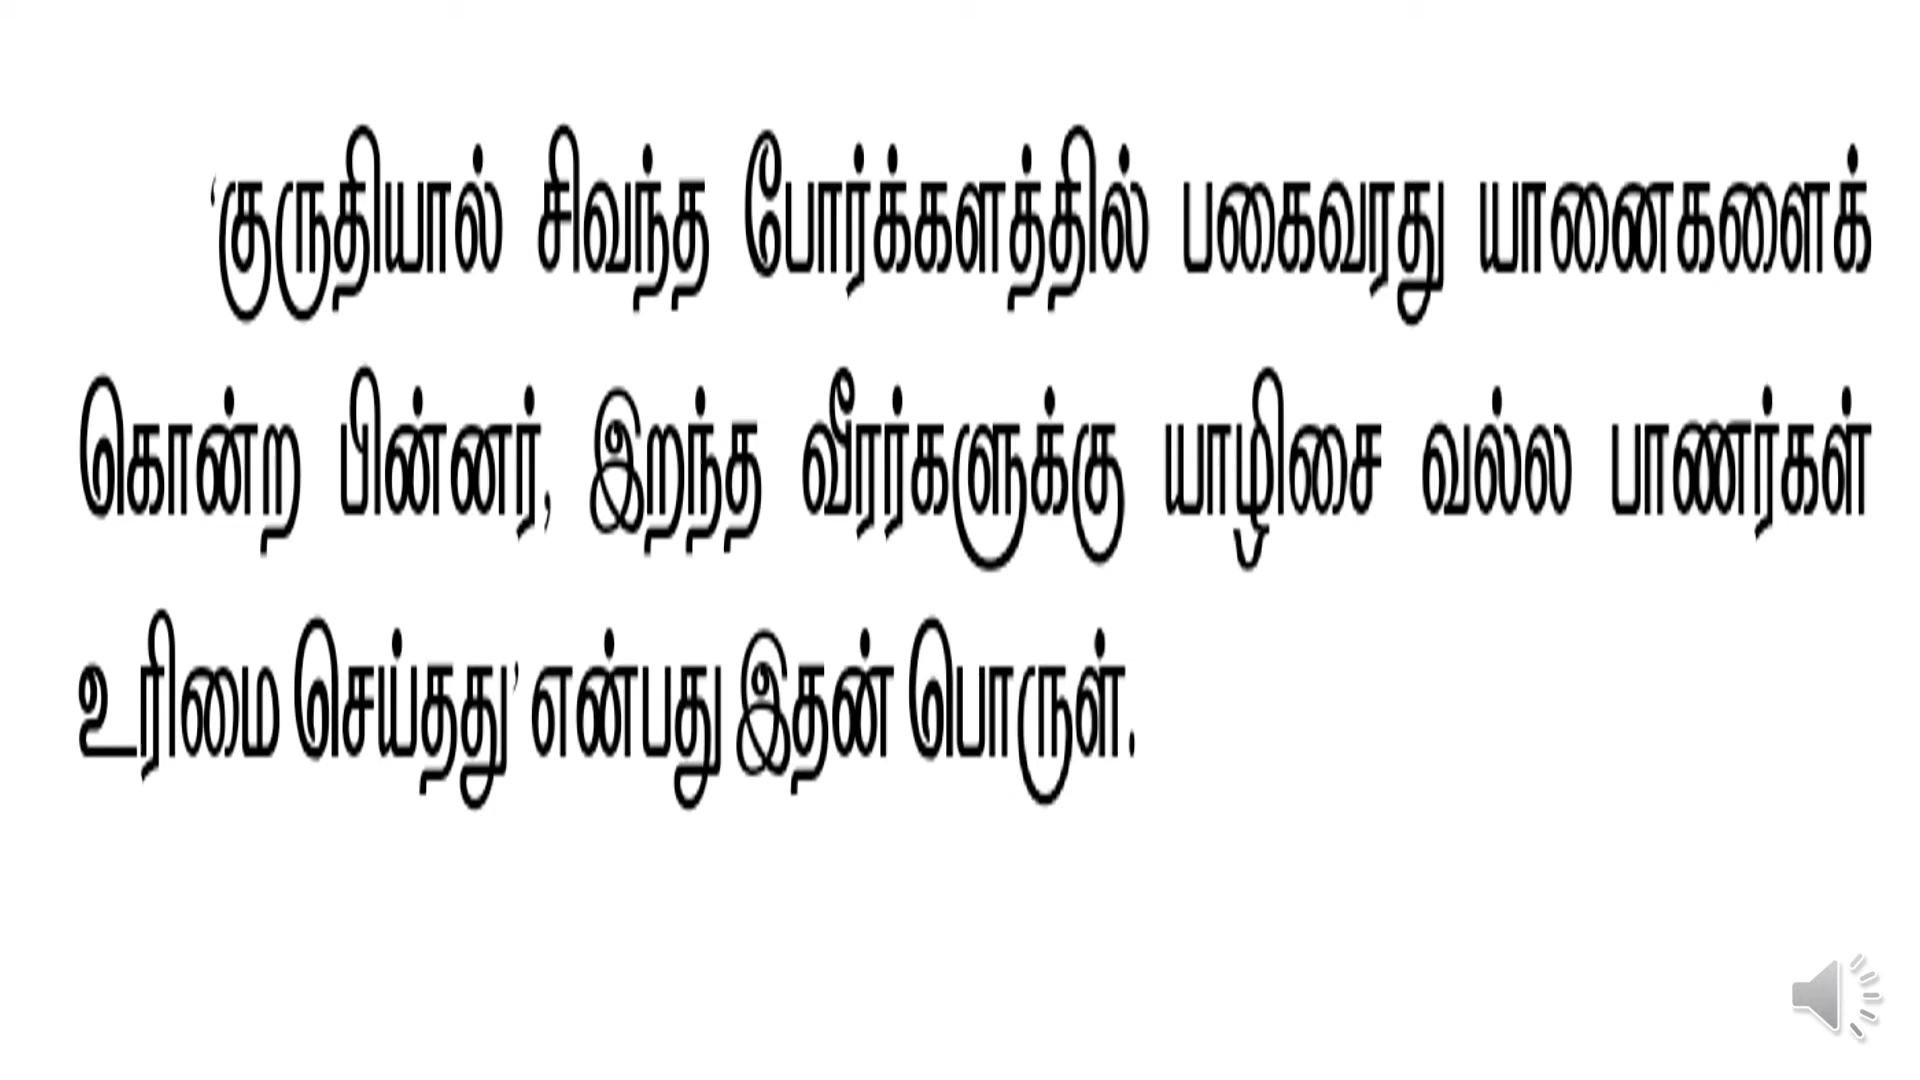 ‘குருதியால் சிவந்த போர்க்களத்தில் பகைவரது யானைகளைக்
கொன்ற பின்னர், இறந்த வீரர்களுக்கு யாழிசை வல்ல பாணர்கள்
உரிமை செய்தது’ என்பது இதன் பொருள்.